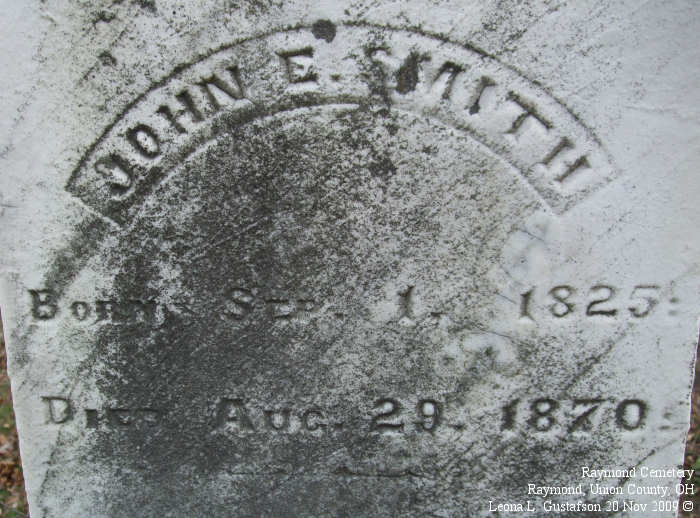 JOHN E. SMITH
BORN SEP. 1. 1825.
DIED AUG. 29. 1870.
Raymond Cemetery
Raymond, Union County, OH
Leona L. Gustafson 20 Nov 2009 ©